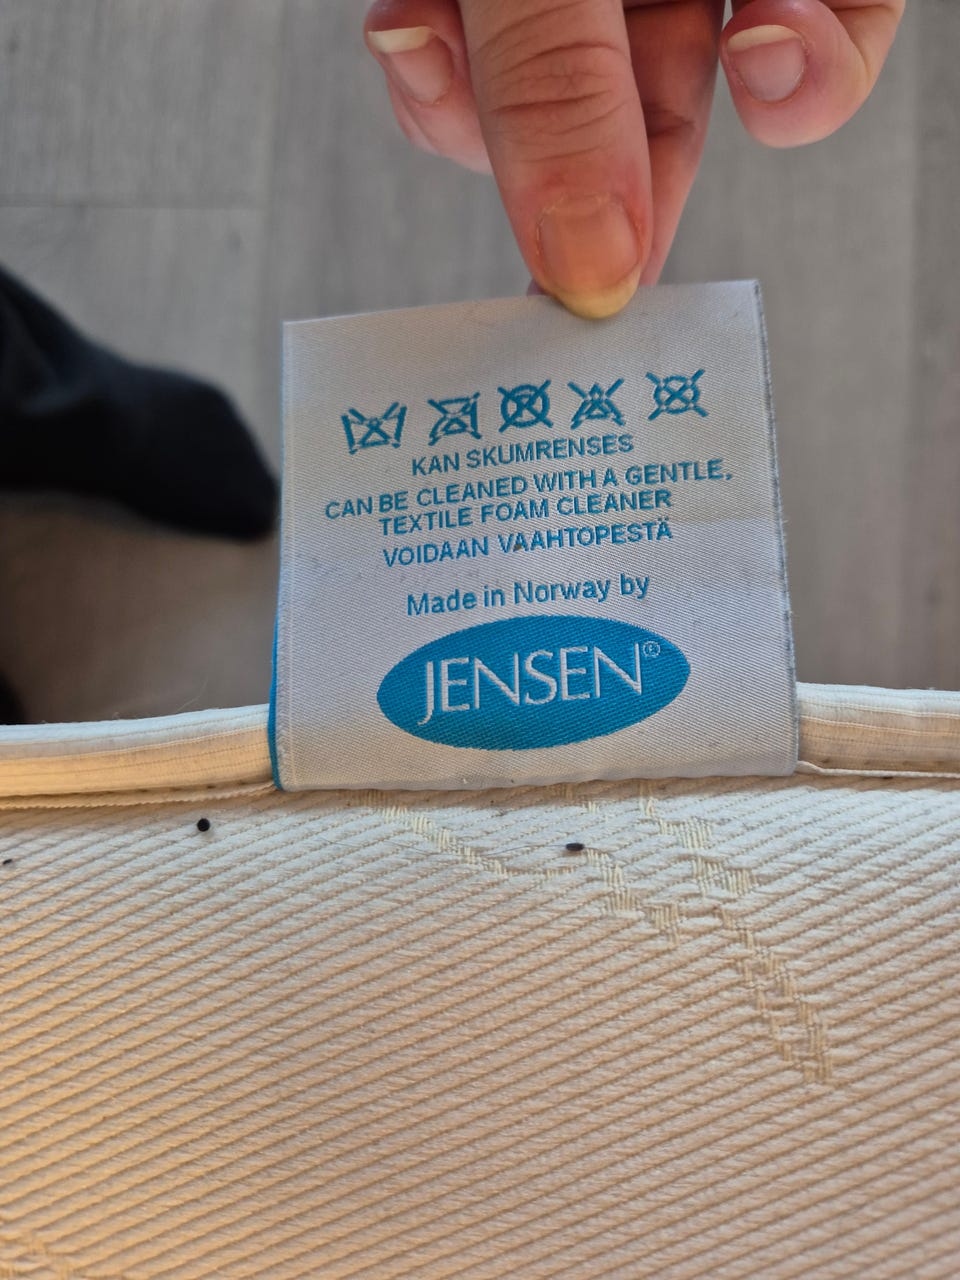 KAN SKUMRENSES
CAN BE CLEANED WITH A GENTLE,
TEXTILE FOAM CLEANER
VOIDAAN VAAHTOPESTÄ
Made in Norway by
JENSEN®